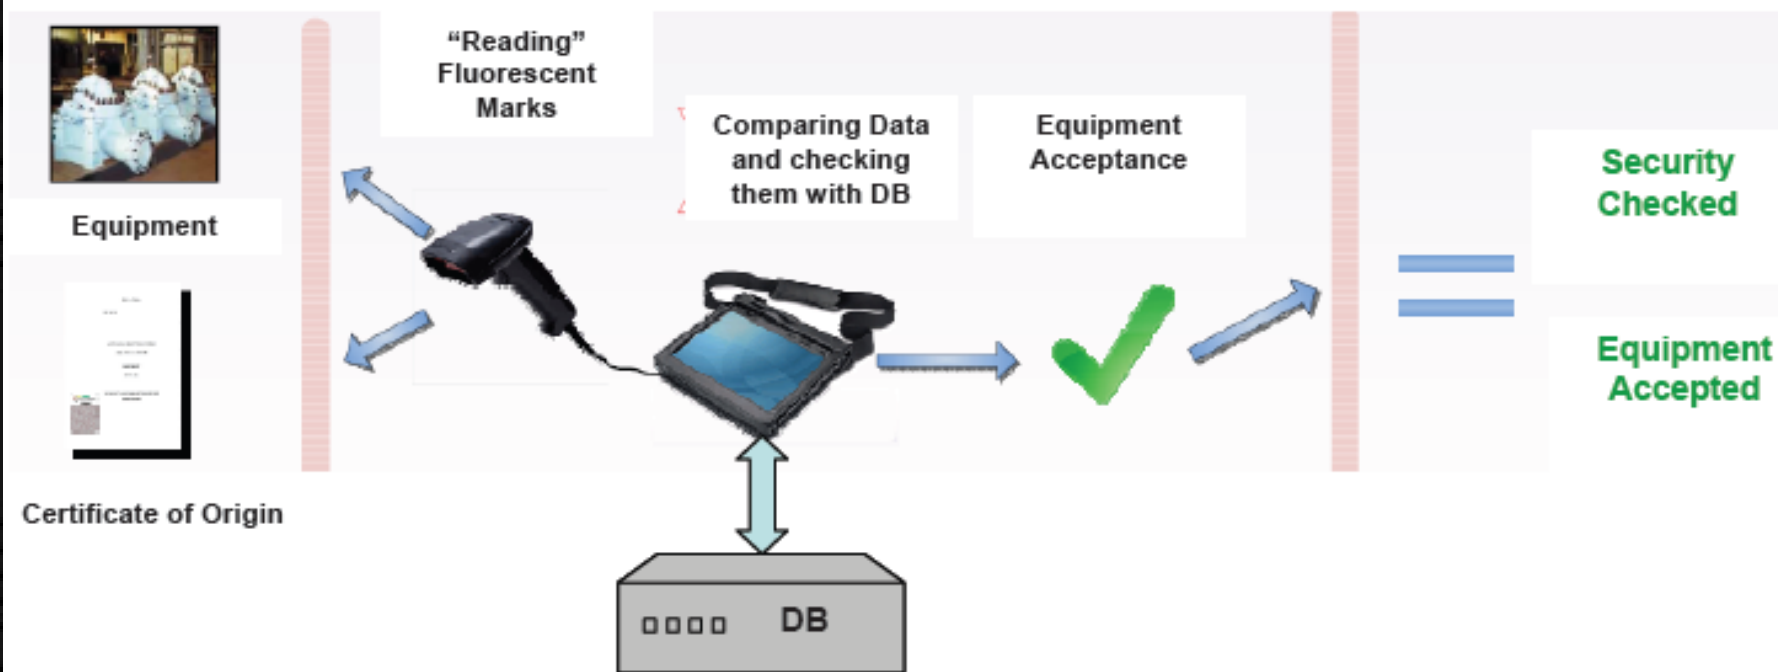 “Reading”
Fluorescent
Marks
Comparing Data
and checking
them with DB
Equipment
Acceptance
Security
Checked
Equipment
Equipment
Accepted
Certificate of Origin
DB